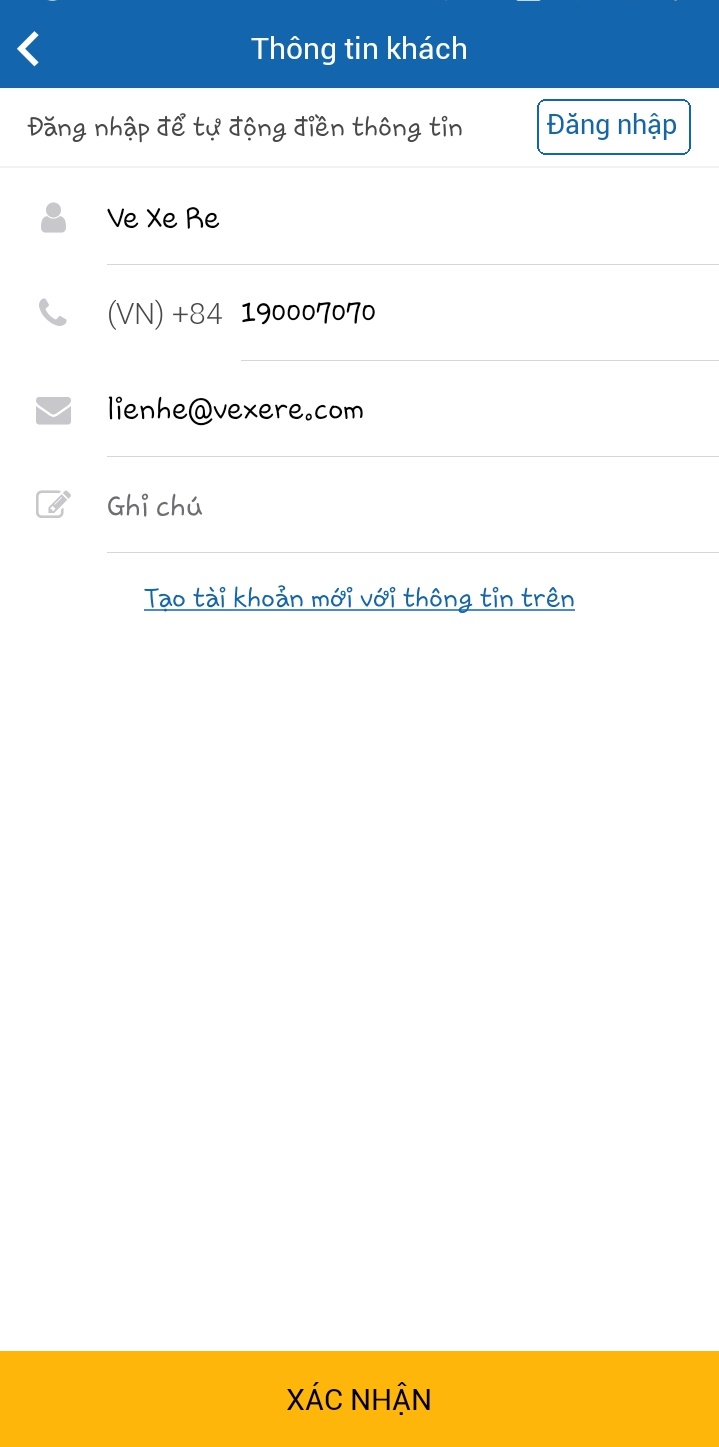 Thông tin khách
Đăng nhập để tự động điền thông tin
Đăng nhập
Ve Xe Re
(VN) +84 190007070
lienhe@vexere.com
Ghi chú
Tạo tài khoản mới với thông tin trên
XÁC NHẬN